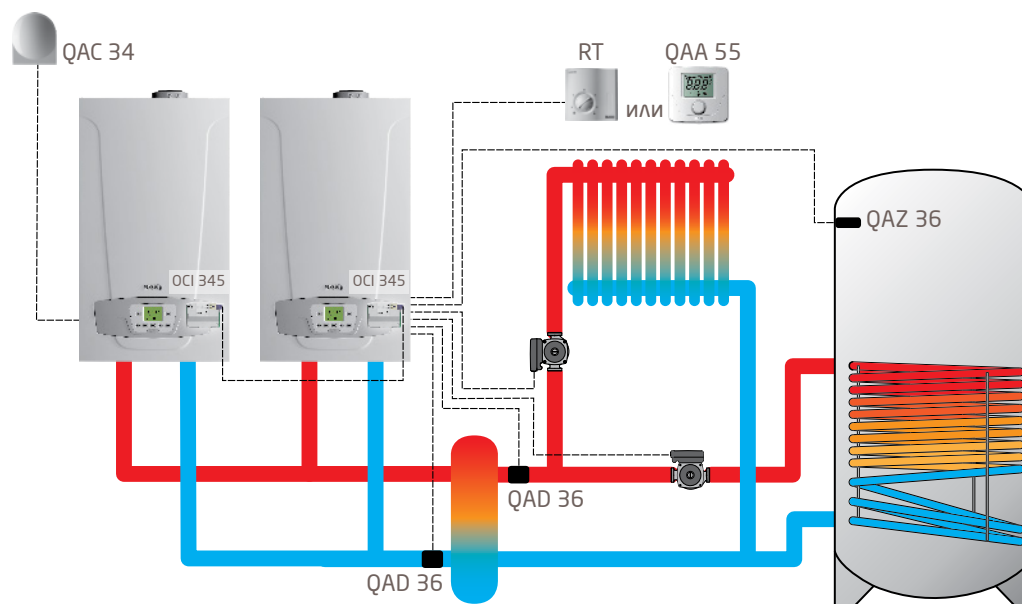 QAC 34
RT
QAA 55
или
QAZ 36
OCI 345
OCI 345
QAD 36
QAD 36